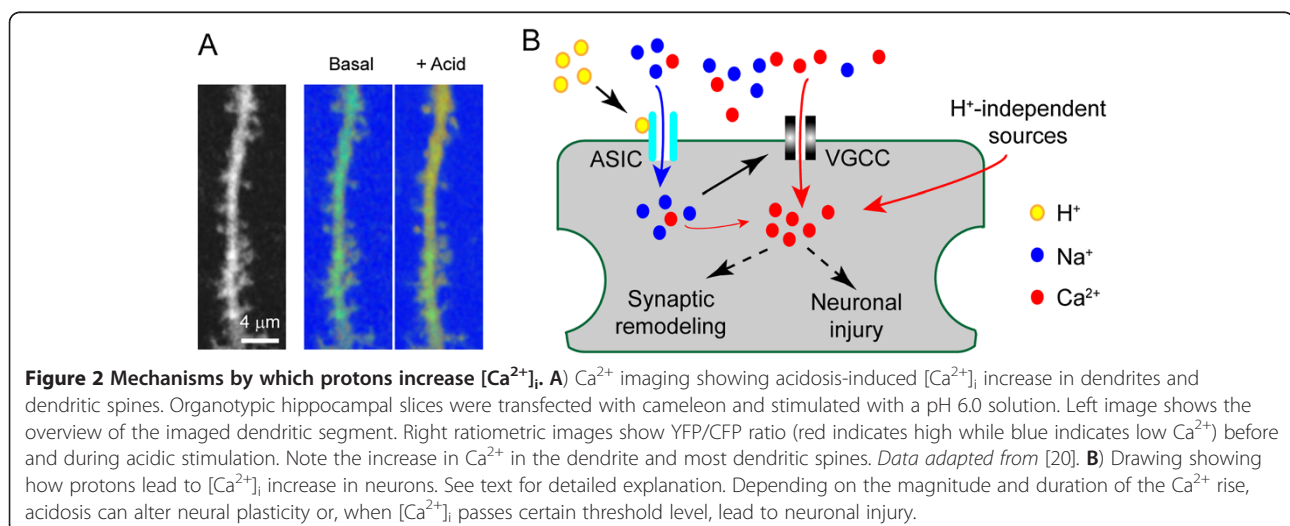 A
Basal
+ Acid
4 μm
B
ASIC
VGCC
H⁺-independent
sources
Synaptic
remodeling
Neuronal
injury
H⁺
Na⁺
Ca²⁺
Figure 2 Mechanisms by which protons increase [Ca²⁺]ᵢ. A) Ca²⁺ imaging showing acidosis-induced [Ca²⁺]ᵢ increase in dendrites and
dendritic spines. Organotypic hippocampal slices were transfected with cameleon and stimulated with a pH 6.0 solution. Left image shows the
overview of the imaged dendritic segment. Right ratiometric images show YFP/CFP ratio (red indicates high while blue indicates low Ca²⁺) before
and during acidic stimulation. Note the increase in Ca²⁺ in the dendrite and most dendritic spines. Data adapted from [20]. B) Drawing showing
how protons lead to [Ca²⁺]ᵢ increase in neurons. See text for detailed explanation. Depending on the magnitude and duration of the Ca²⁺ rise,
acidosis can alter neural plasticity or, when [Ca²⁺]ᵢ passes certain threshold level, lead to neuronal injury.